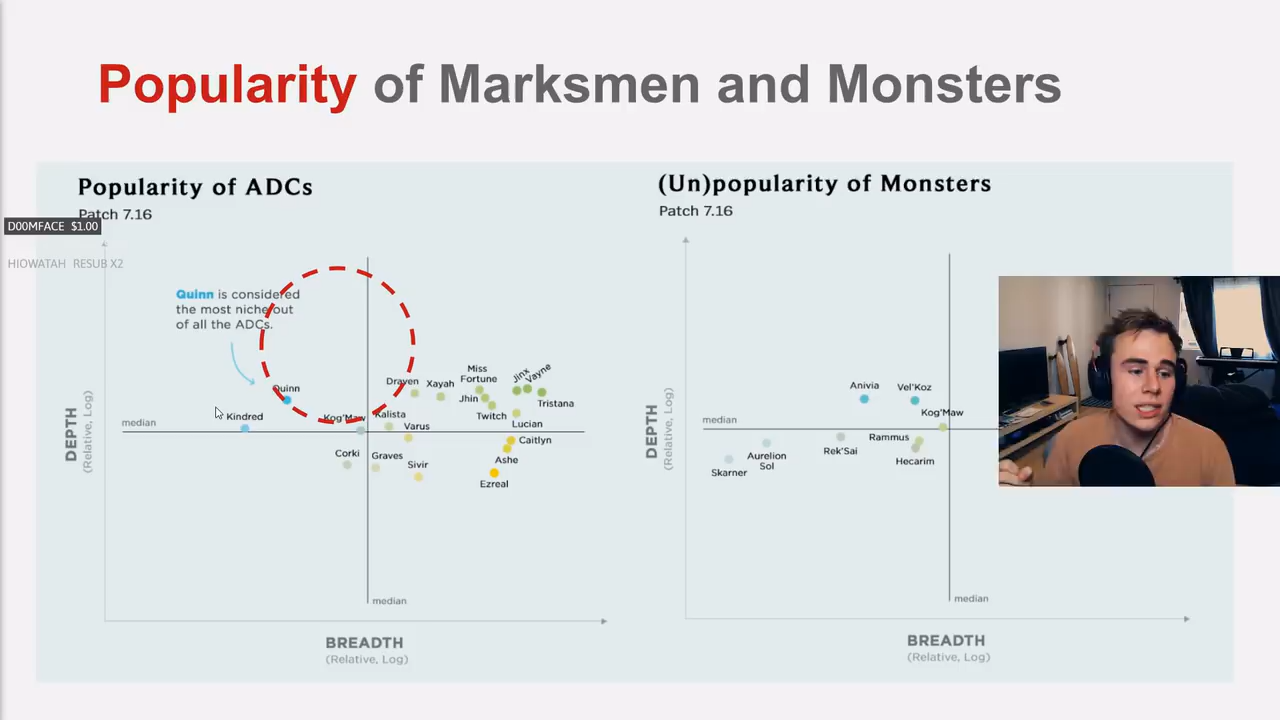 Popularity of Marksmen and Monsters
Popularity of ADCs
Patch 7.16
D00MFACE $1.00
HIOWATAH RESUB X2
Quinn is considered
the most niche out
of all the ADCs.
Quinn
Kindred
median
Draven
Xayah
Miss
Fortune
Jinx
Vayne
Jhin
Tristana
Twitch
Lucian
Kog'Maw
Kalista
Varus
Caitlyn
Corki
Graves
Sivir
Ashe
Ezreal
DEPTH
(Relative, Log)
median
BREADTH
(Relative, Log)
(Un)popularity of Monsters
Patch 7.16
Anivia
Vel'Koz
Kog'Maw
median
Rammus
Rek'Sai
Hecarim
Aurelion
Sol
Skarner
DEPTH
(Relative, Log)
median
BREADTH
(Relative, Log)